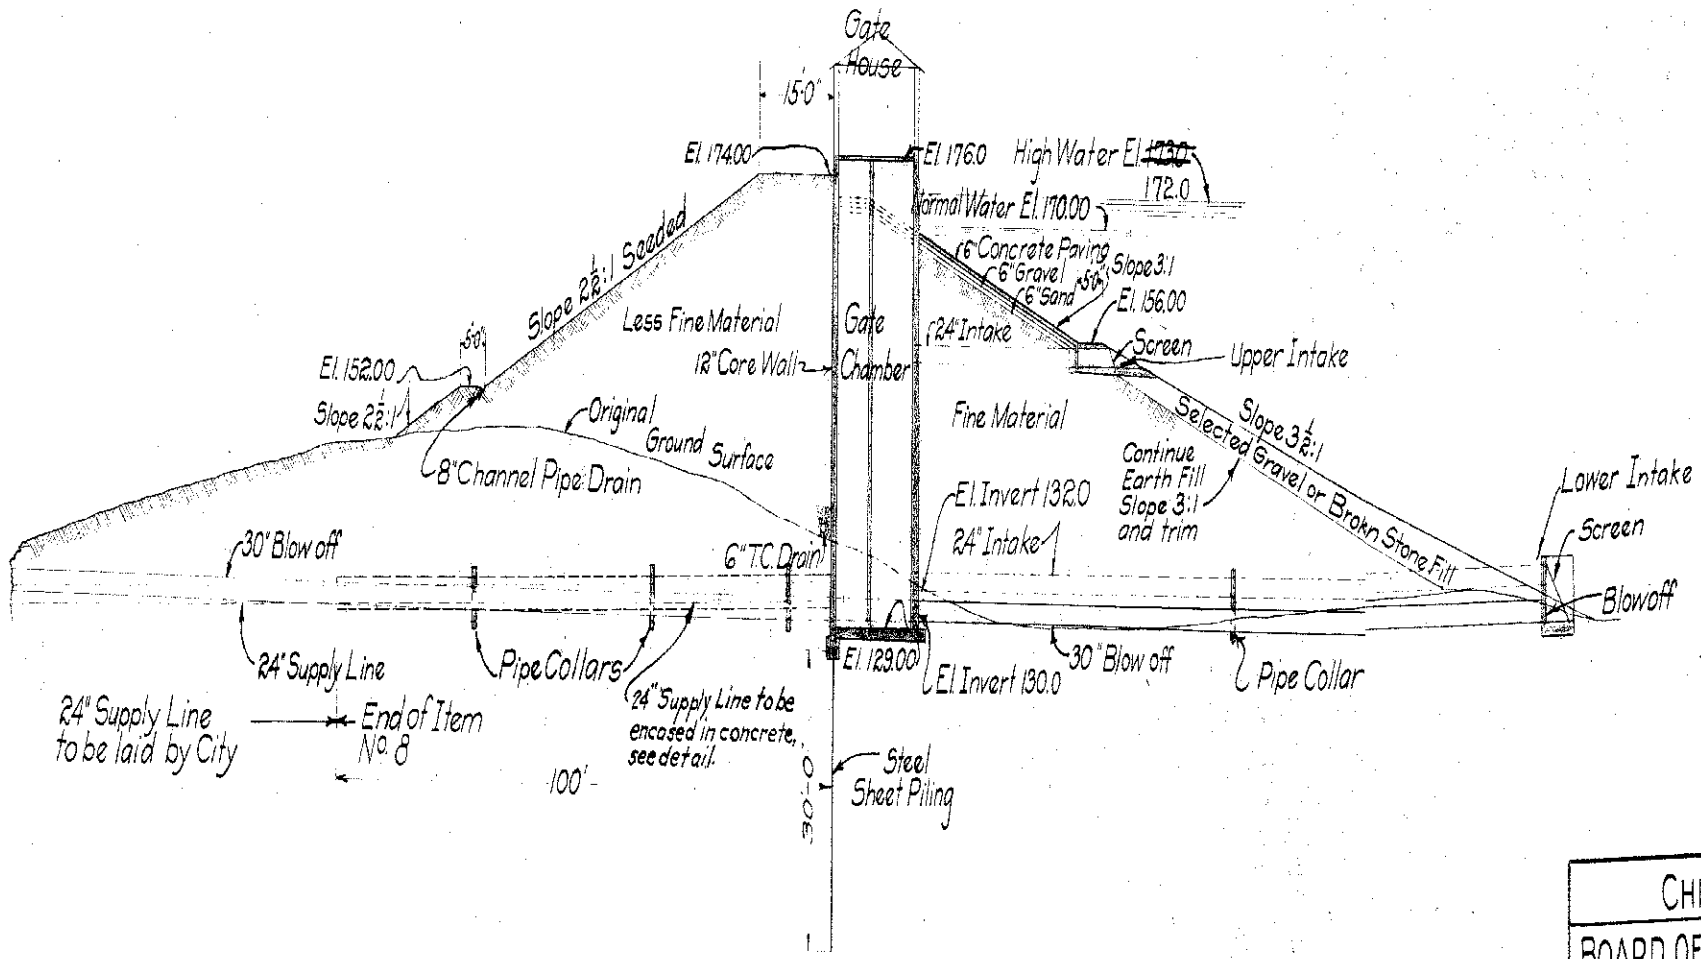 Gate
House
15'-0"
El. 174.00
El. 176.0
High Water El. 173.0
172.0
Normal Water El. 170.00
Slope 2½:1 Seeded
6" Concrete Paving
6" Gravel
6" Sand
5'-0"
Slope 3:1
El. 156.00
Less Fine Material
Gate
Chamber
24" Intake
Screen
Upper Intake
12" Core Wall
5'-0"
El. 152.00
Slope 2½:1
Original
Ground Surface
8" Channel Pipe Drain
Fine Material
Slope 3½:1
Selected Gravel or Brokn Stone Fill
Continue
Earth Fill
Slope 3:1
and trim
Lower Intake
Screen
Blowoff
El. Invert 132.0
24" Intake
30" Blow off
6" T.C. Drain
24" Supply Line
Pipe Collars
El. 129.00
El. Invert 130.0
30" Blow off
Pipe Collar
24" Supply Line
to be laid by City
End of Item
No. 8
24" Supply Line to be
encased in concrete,
see detail.
100'-
30'-0
Steel
Sheet Piling
BOARD OF